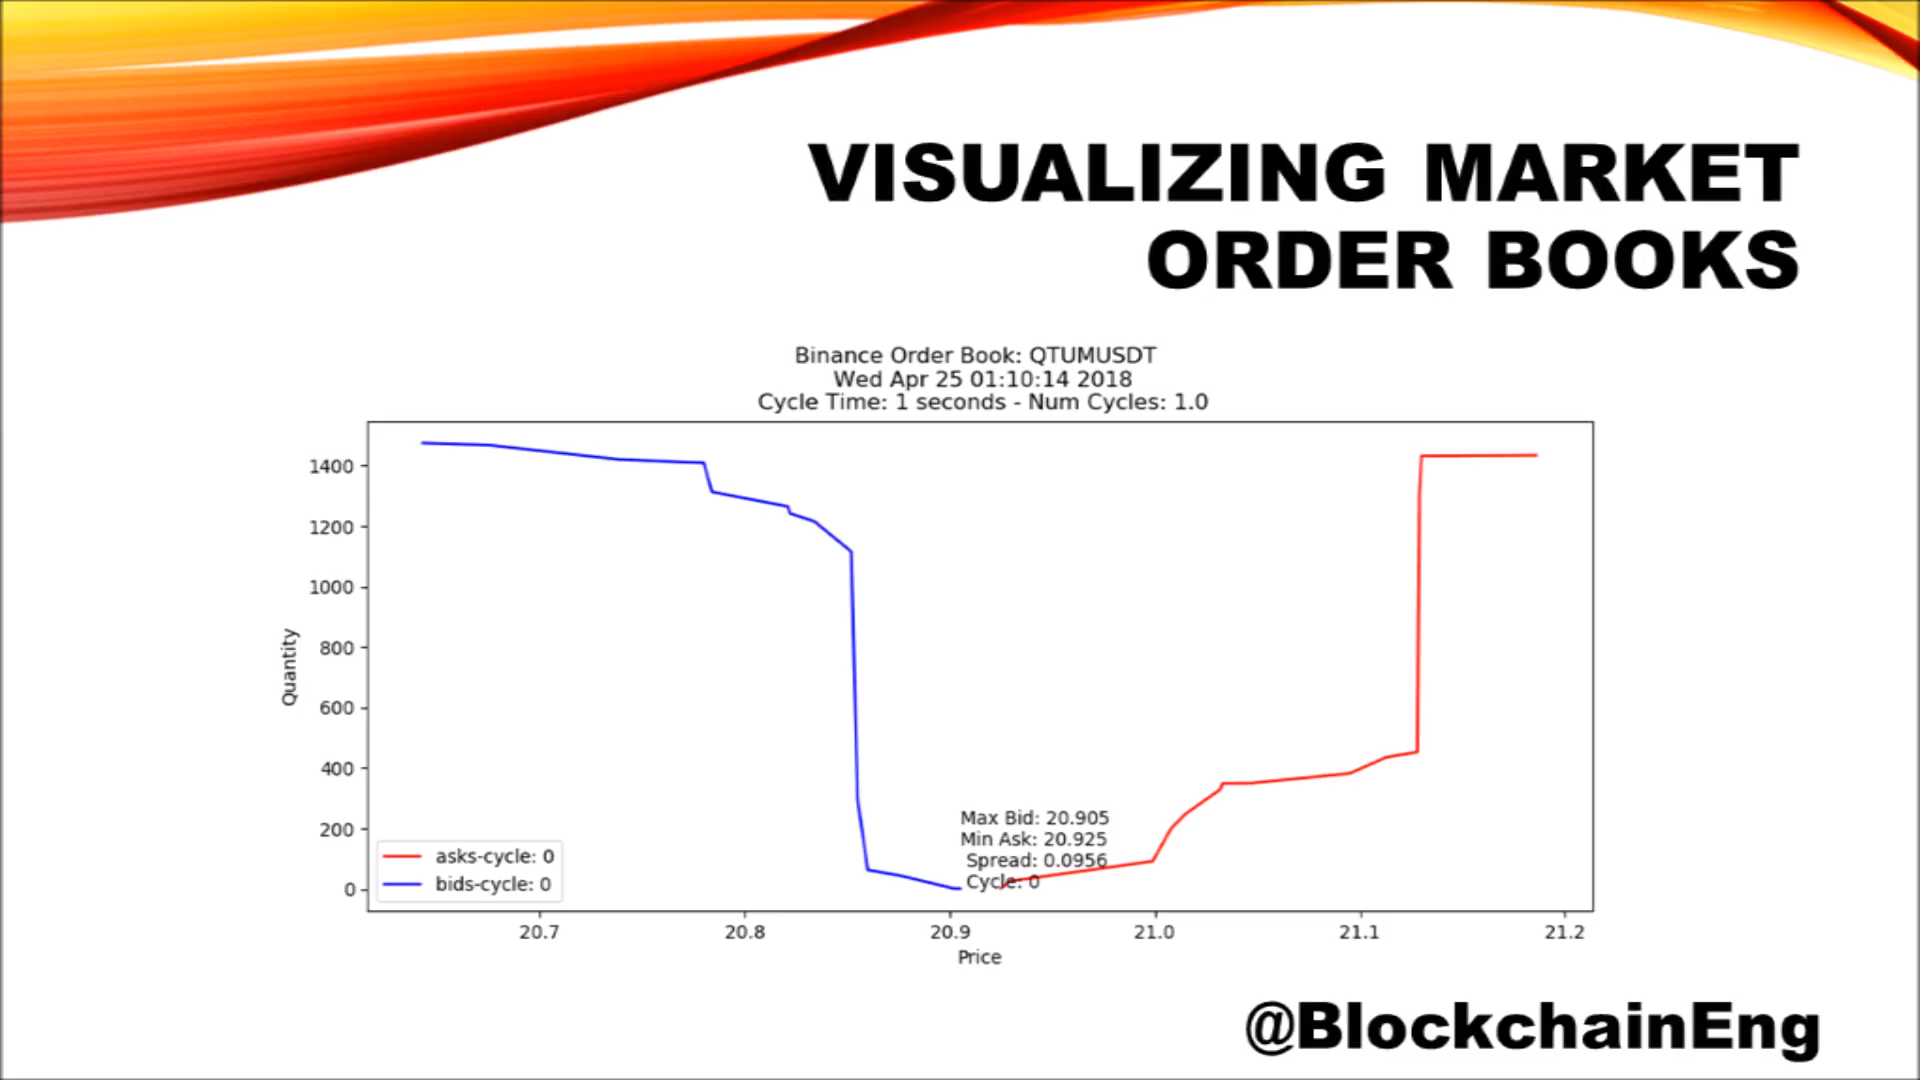 VISUALIZING MARKET
ORDER BOOKS
Binance Order Book: QTUMUSDT
Wed Apr 25 01:10:14 2018
Cycle Time: 1 seconds - Num Cycles: 1.0
1400
1200
1000
800
600
400
200
0
Quantity
Max Bid: 20.905
Min Ask: 20.925
Spread: 0.0956
Cycle: 0
asks-cycle: 0
bids-cycle: 0
20.7 20.8 20.9 21.0 21.1 21.2
Price
@BlockchainEng